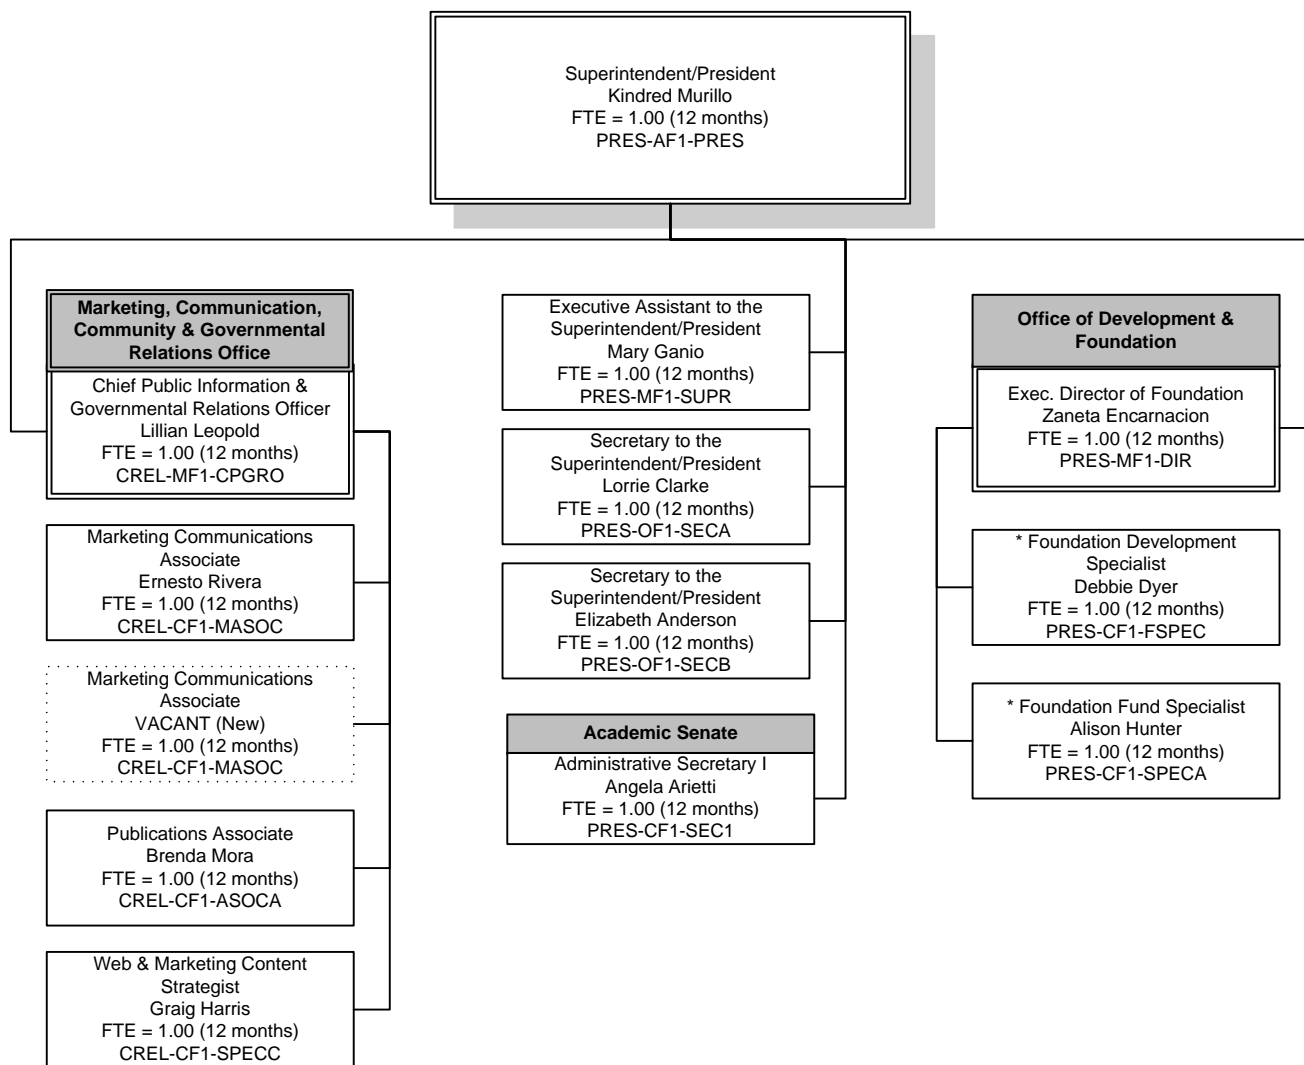 Superintendent/President
Kindred Murillo
FTE = 1.00 (12 months)
PRES-AF1-PRES
Marketing, Communication,
Community & Governmental
Relations Office
Chief Public Information &
Governmental Relations Officer
Lillian Leopold
FTE = 1.00 (12 months)
CREL-MF1-CPGRO
Marketing Communications
Associate
Ernesto Rivera
FTE = 1.00 (12 months)
CREL-CF1-MASOC
Marketing Communications
Associate
VACANT (New)
FTE = 1.00 (12 months)
CREL-CF1-MASOC
Publications Associate
Brenda Mora
FTE = 1.00 (12 months)
CREL-CF1-ASOCA
Web & Marketing Content
Strategist
Graig Harris
FTE = 1.00 (12 months)
CREL-CF1-SPECC
Executive Assistant to the
Superintendent/President
Mary Ganio
FTE = 1.00 (12 months)
PRES-MF1-SUPR
Secretary to the
Superintendent/President
Lorrie Clarke
FTE = 1.00 (12 months)
PRES-OF1-SECA
Secretary to the
Superintendent/President
Elizabeth Anderson
FTE = 1.00 (12 months)
PRES-OF1-SECB
Academic Senate
Administrative Secretary I
Angela Arietti
FTE = 1.00 (12 months)
PRES-CF1-SEC1
Office of Development &
Foundation
Exec. Director of Foundation
Zaneta Encarnacion
FTE = 1.00 (12 months)
PRES-MF1-DIR
* Foundation Development
Specialist
Debbie Dyer
FTE = 1.00 (12 months)
PRES-CF1-FSPEC
* Foundation Fund Specialist
Alison Hunter
FTE = 1.00 (12 months)
PRES-CF1-SPECA